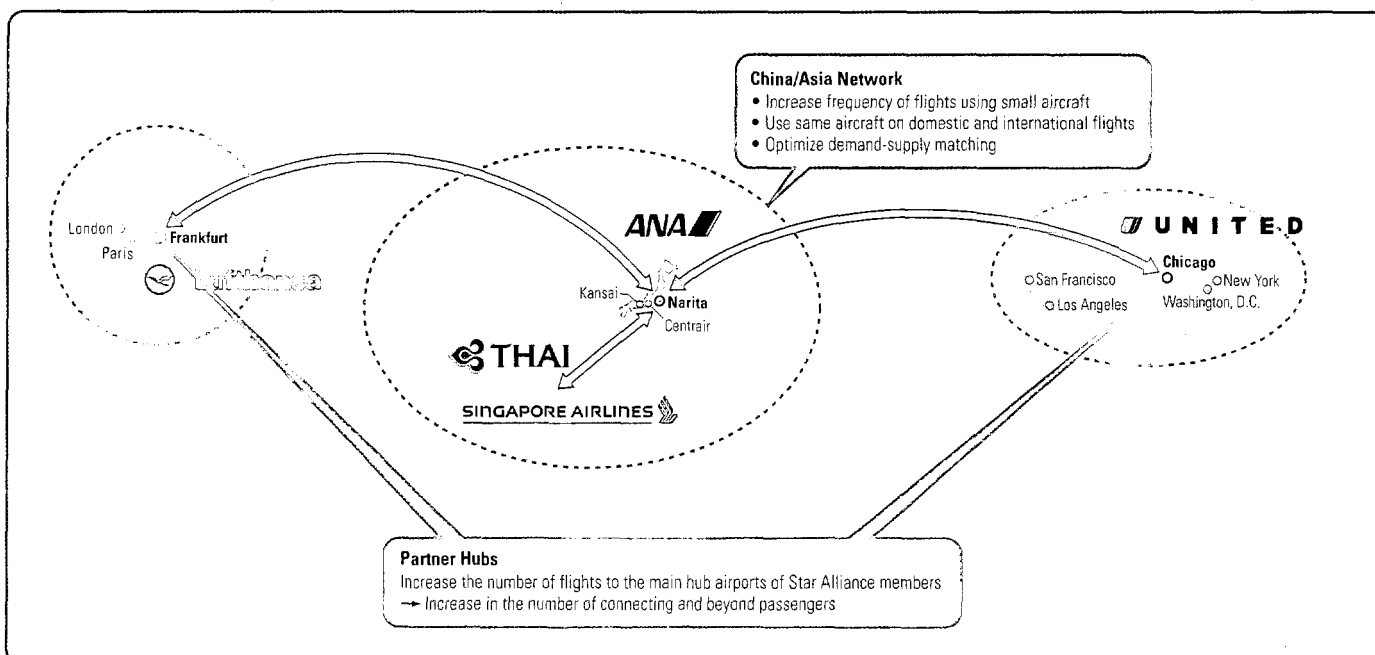 China/Asia Network
• Increase frequency of flights using small aircraft
• Use same aircraft on domestic and international flights
• Optimize demand-supply matching
ANA
UNITED
London
Frankfurt
Paris
Lufthansa
Chicago
San Francisco
New York
Los Angeles
Washington, D.C.
Kansai
Narita
Centrair
THAI
SINGAPORE AIRLINES
Partner Hubs
Increase the number of flights to the main hub airports of Star Alliance members
→ Increase in the number of connecting and beyond passengers